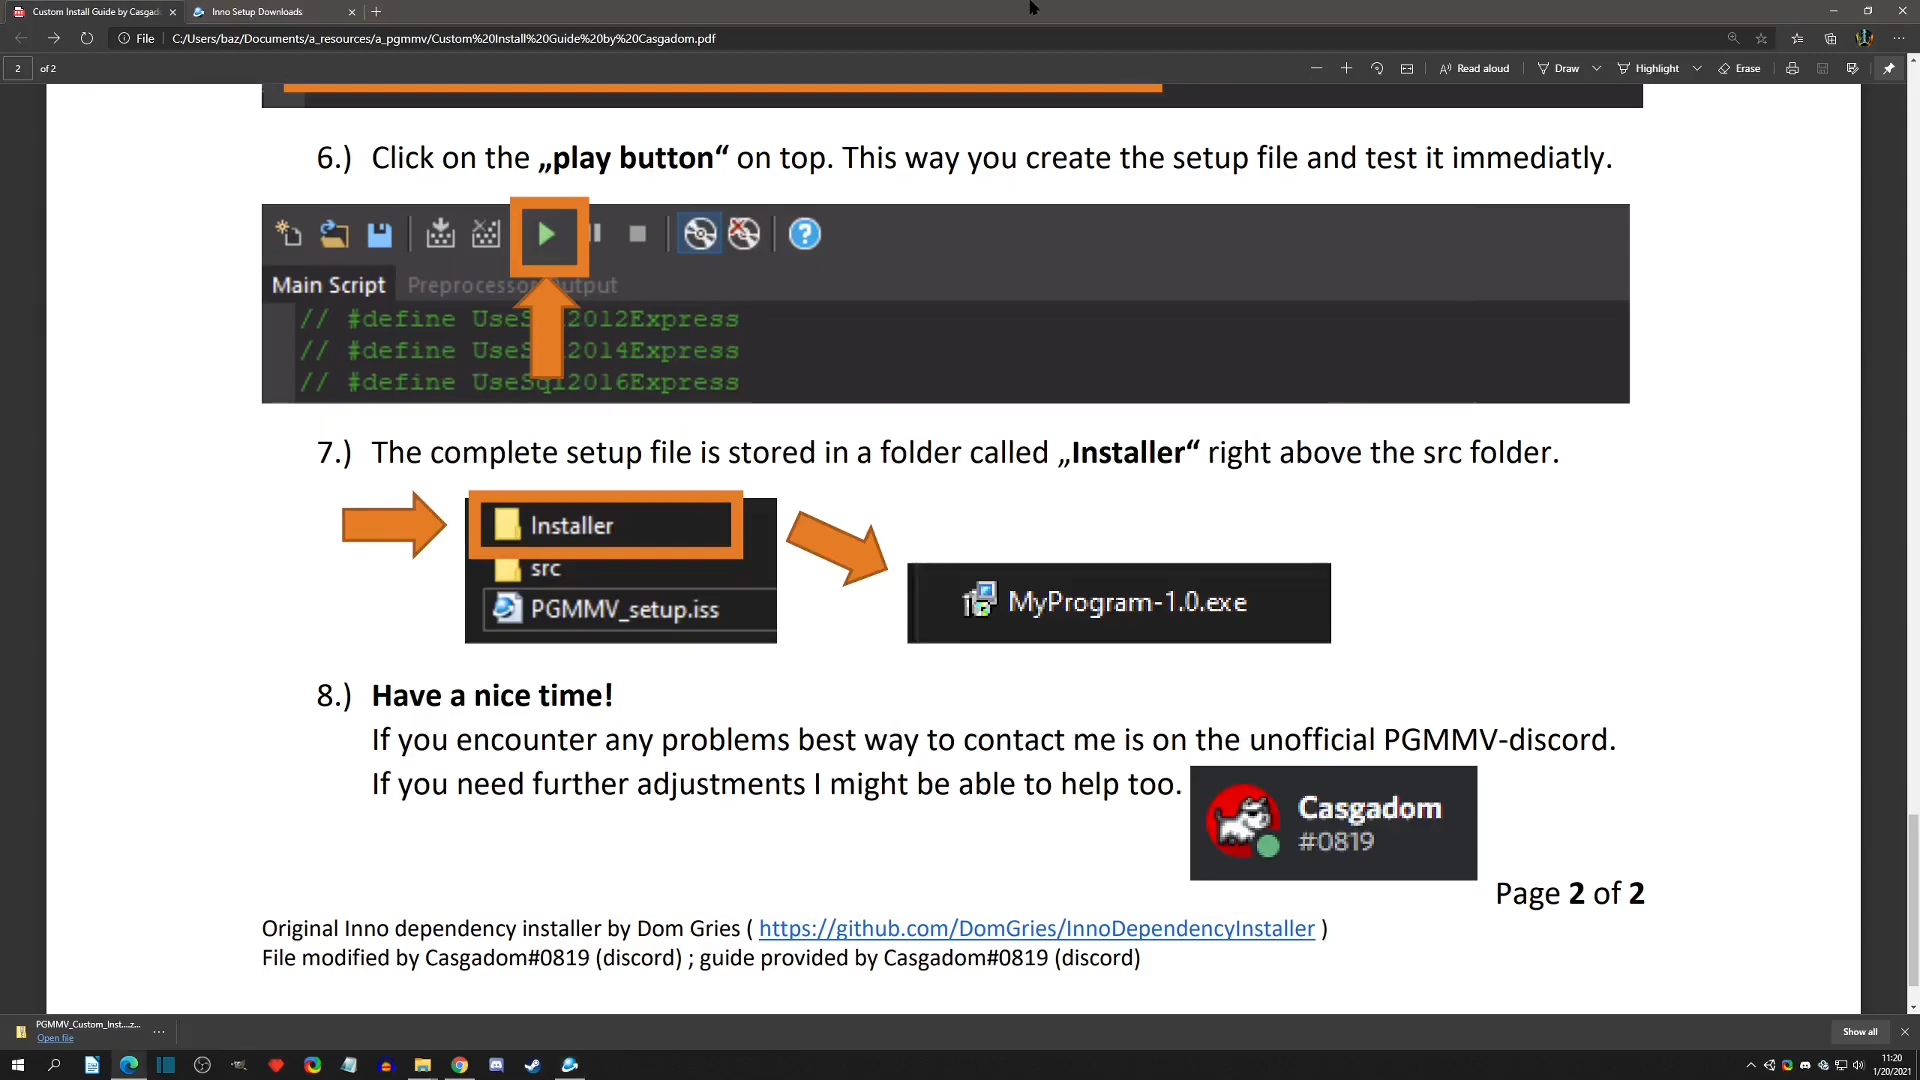 Custom Install Guide by Casgad
Inno Setup Downloads
File
C:/Users/baz/Documents/a_resources/a_pgmmv/Custom%20Install%20Guide%20by%20Casgadom.pdf
2 of 2
Read aloud
Draw
Highlight
Erase
6.) Click on the „play button“ on top. This way you create the setup file and test it immediatly.
Main Script
// #define 2012Express
// #define 2014Express
// #define 2016Express
7.) The complete setup file is stored in a folder called „Installer“ right above the src folder.
Installer
src
PGMMV_setup.iss
MyProgram-1.0.exe
8.) Have a nice time!
If you encounter any problems best way to contact me is on the unofficial PGMMV-discord.
If you need further adjustments I might be able to help too.
Casgadom
#0819
Page 2 of 2
Original Inno dependency installer by Dom Gries ( https://github.com/DomGries/InnoDependencyInstaller )
File modified by Casgadom#0819 (discord) ; guide provided by Casgadom#0819 (discord)
PGMMV_Custom_Inst....z...
Open file
Show all
11:20
1/20/2021